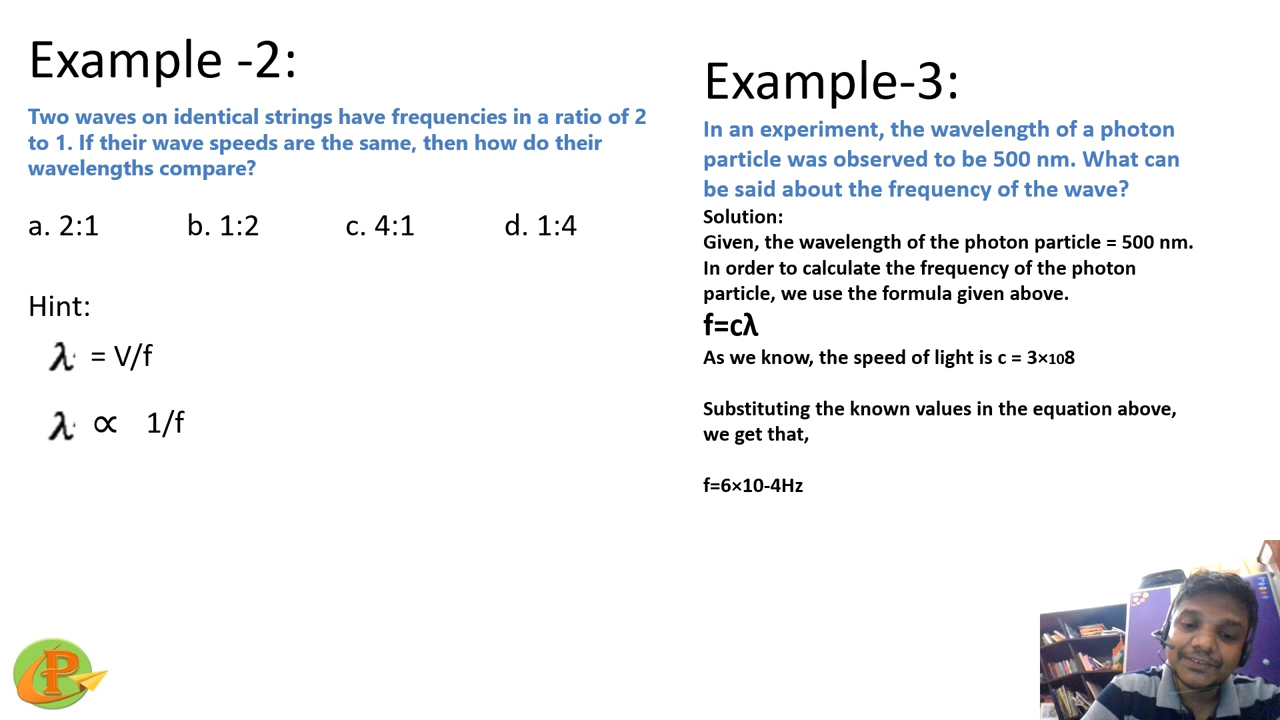 Example -2:
Two waves on identical strings have frequencies in a ratio of 2
to 1. If their wave speeds are the same, then how do their
wavelengths compare?
a. 2:1 b. 1:2 c. 4:1 d. 1:4
Hint:
λ = V/f
λ ∝ 1/f
Example-3:
In an experiment, the wavelength of a photon
particle was observed to be 500 nm. What can
be said about the frequency of the wave?
Solution:
Given, the wavelength of the photon particle = 500 nm.
In order to calculate the frequency of the photon
particle, we use the formula given above.
f=cλ
As we know, the speed of light is c = 3×108
Substituting the known values in the equation above,
we get that,
f=6×10-4Hz
P